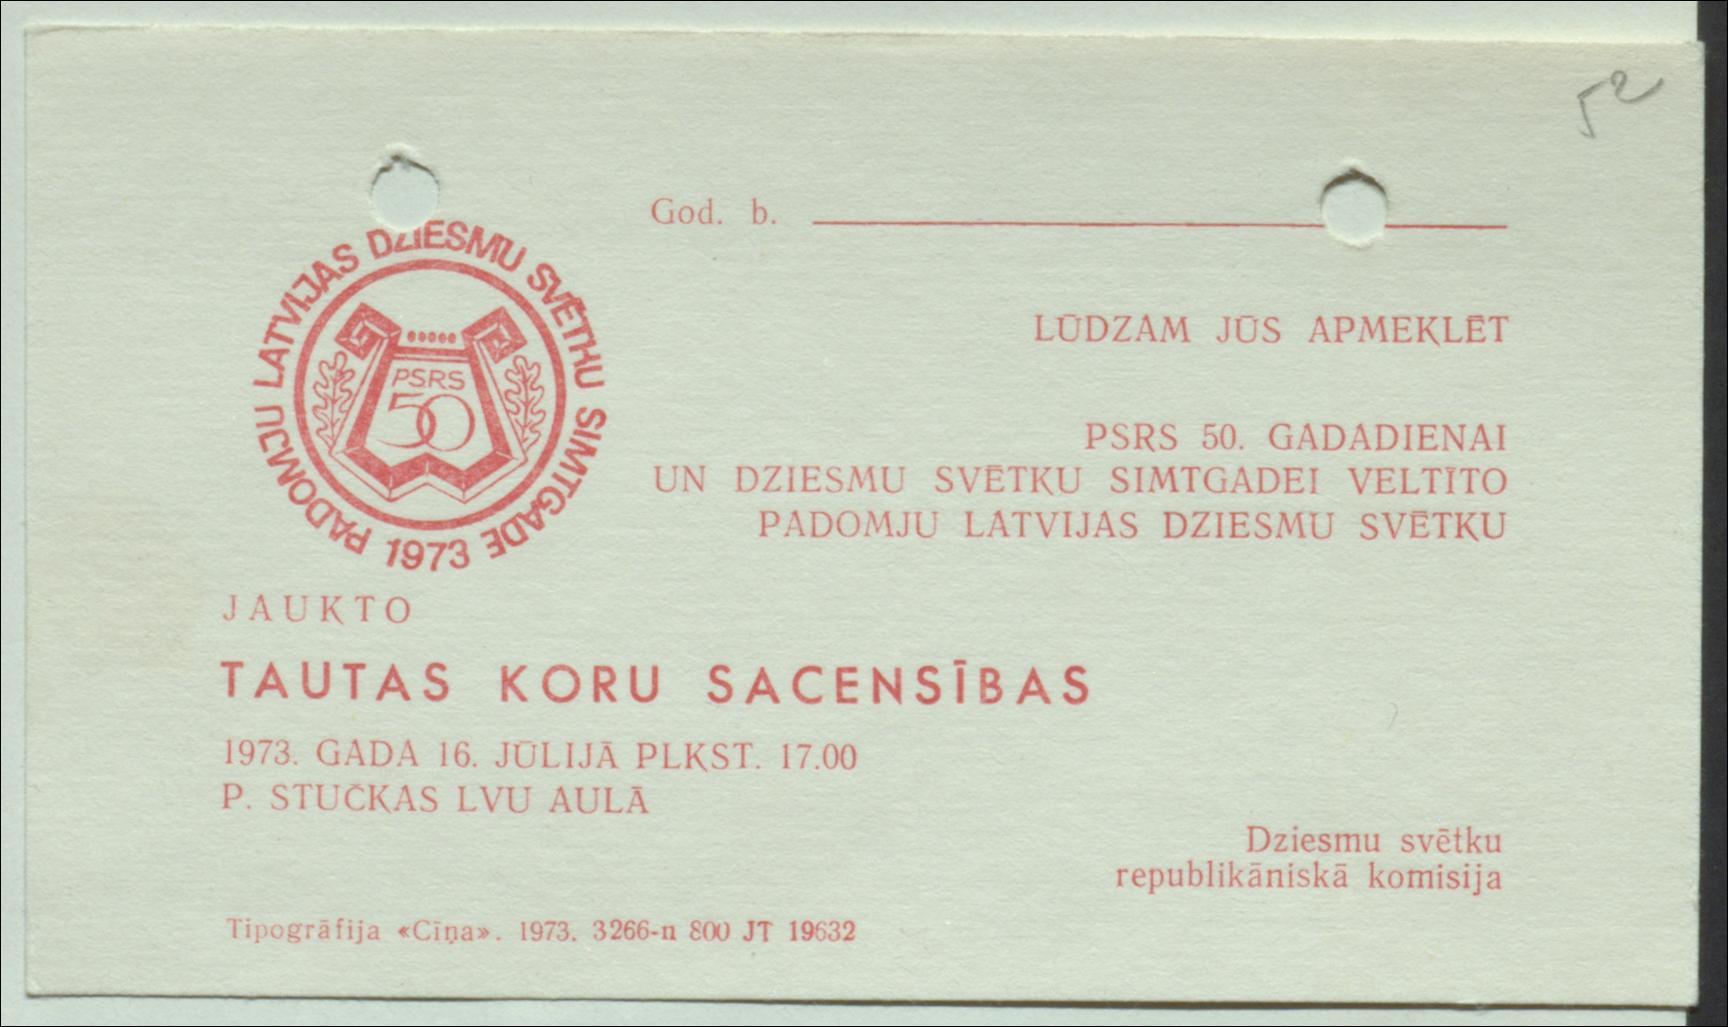 52
God. b.
PADOMJU LATVIJAS DZIESMU SVĒTKU SIMTGADE
1973
PSRS
50
LŪDZAM JŪS APMEKLĒT
PSRS 50. GADADIENAI
UN DZIESMU SVĒTKU SIMTGADEI VELTĪTO
PADOMJU LATVIJAS DZIESMU SVĒTKU
JAUKTO
TAUTAS KORU SACENSĪBAS
1973. GADA 16. JŪLIJĀ PLKST. 17.00
P. STUČKAS LVU AULĀ
Dziesmu svētku
republikāniskā komisija
Tipogrāfija «Cīņa». 1973. 3266-n 800 JT 19632